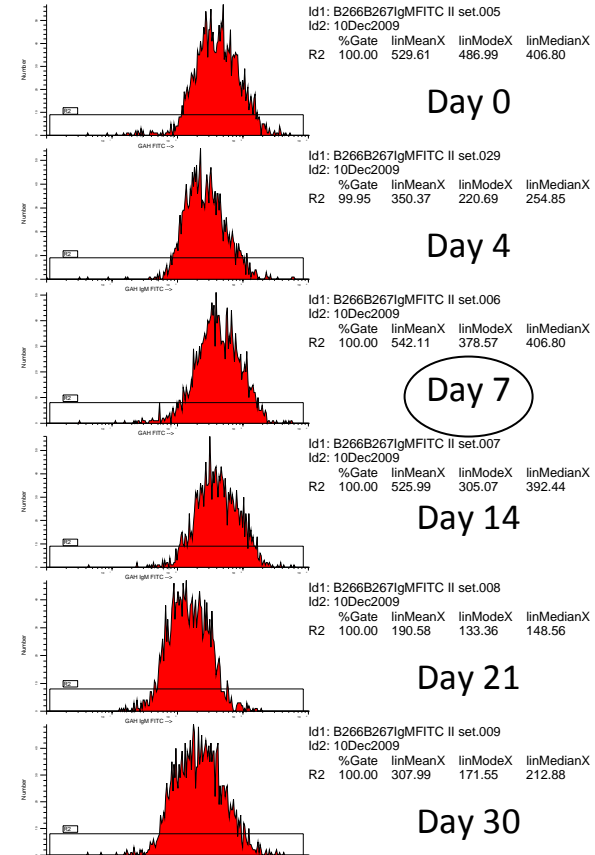 Id1: B266B267IgMFITC II set.005
Id2: 10Dec2009
%Gate linMeanX linModeX linMedianX
R2 100.00 529.61 486.99 406.80
Day 0
Number
R2
GAH FITC -->
Id1: B266B267IgMFITC II set.029
Id2: 10Dec2009
%Gate linMeanX linModeX linMedianX
R2 99.95 350.37 220.69 254.85
Day 4
Number
R2
GAH IgM FITC -->
Id1: B266B267IgMFITC II set.006
Id2: 10Dec2009
%Gate linMeanX linModeX linMedianX
R2 100.00 542.11 378.57 406.80
Day 7
Number
R2
GAH FITC -->
Id1: B266B267IgMFITC II set.007
Id2: 10Dec2009
%Gate linMeanX linModeX linMedianX
R2 100.00 525.99 305.07 392.44
Day 14
Number
R2
GAH IgM FITC -->
Id1: B266B267IgMFITC II set.008
Id2: 10Dec2009
%Gate linMeanX linModeX linMedianX
R2 100.00 190.58 133.36 148.56
Day 21
Number
R2
GAH IgM FITC -->
Id1: B266B267IgMFITC II set.009
Id2: 10Dec2009
%Gate linMeanX linModeX linMedianX
R2 100.00 307.99 171.55 212.88
Day 30
Number
R2